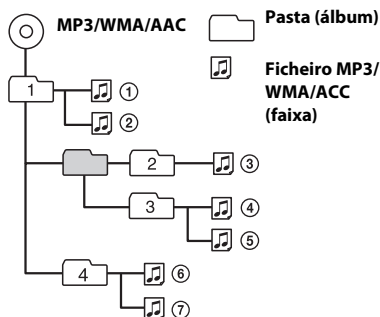 MP3/WMA/AAC
Pasta (álbum)
Ficheiro MP3/
WMA/ACC
(faixa)
1
①
②
2
③
3
④
⑤
4
⑥
⑦